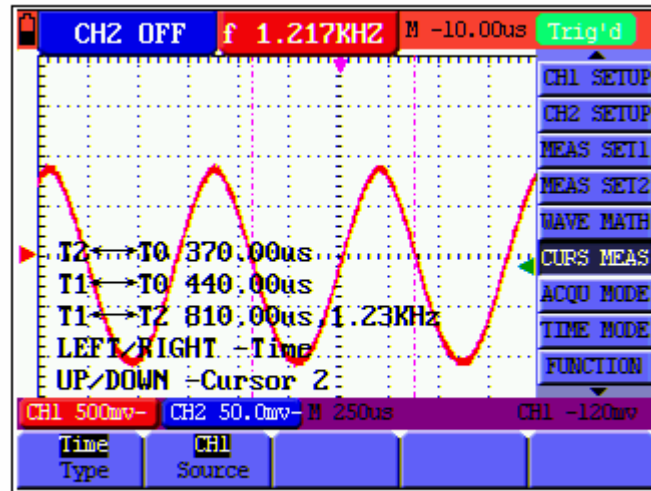 CH2 OFF f 1.217KHZ M -10.00us Trig'd
CH1 SETUP
CH2 SETUP
MEAS SET1
MEAS SET2
WAVE MATH
CURS MEAS
ACQU MODE
TIME MODE
FUNCTION
T2↔T0 370.00us
T1↔T0 440.00us
T1↔T2 810.00us,1.23KHz
LEFT/RIGHT -Time
UP/DOWN -Cursor 2
CH1 500mv~ CH2 50.0mv~ M 250us CH1 -120mv
Time CH1
Type Source